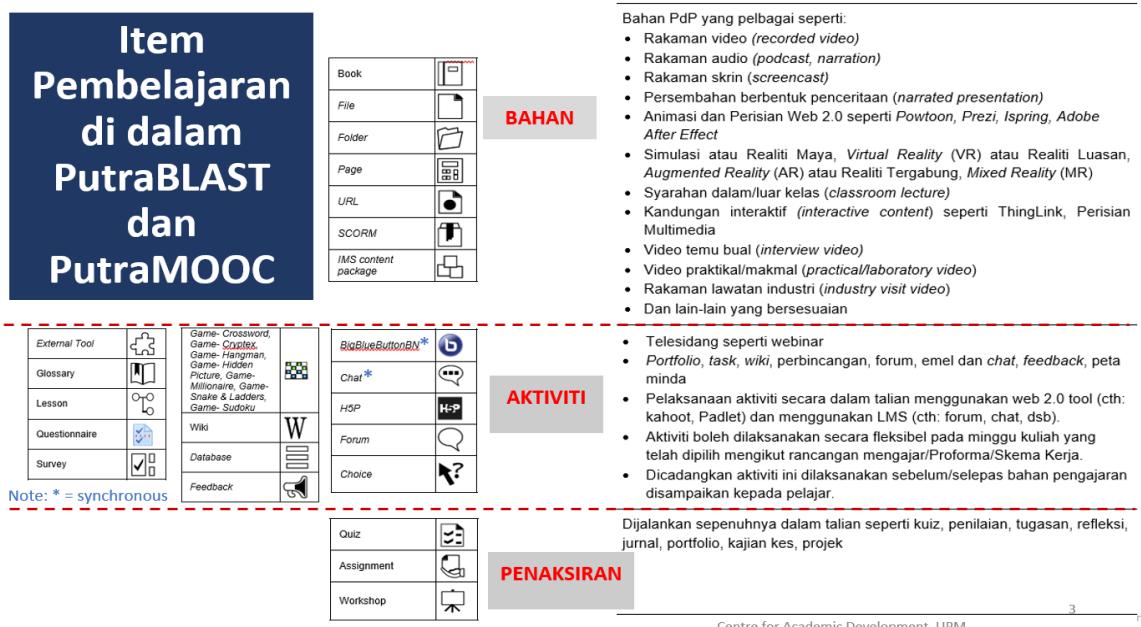 Item
Pembelajaran
di dalam
PutraBLAST
dan
PutraMOOC
Book
File
Folder
Page
URL
SCORM
IMS content
package
BAHAN
Bahan PdP yang pelbagai seperti:
• Rakaman video (recorded video)
• Rakaman audio (podcast, narration)
• Rakaman skrin (screencast)
• Persembahan berbentuk penceritaan (narrated presentation)
• Animasi dan Perisian Web 2.0 seperti Powtoon, Prezi, Ispring, Adobe
After Effect
• Simulasi atau Realiti Maya, Virtual Reality (VR) atau Realiti Luasan,
Augmented Reality (AR) atau Realiti Tergabung, Mixed Reality (MR)
• Syarahan dalam/luar kelas (classroom lecture)
• Kandungan interaktif (interactive content) seperti ThingLink, Perisian
Multimedia
• Video temu bual (interview video)
• Video praktikal/makmal (practical/laboratory video)
• Rakaman lawatan industri (industry visit video)
• Dan lain-lain yang bersesuaian
External Tool
Glossary
Lesson
Questionnaire
Survey
Note: * = synchronous
Game- Crossword,
Game- Cryptex,
Game- Hangman,
Game- Hidden
Picture, Game-
Millionaire, Game-
Snake & Ladders,
Game- Sudoku
Wiki
W
Database
Feedback
BigBlueButtonBN*
b
Chat*
H5P
H5P
Forum
Choice
?
AKTIVITI
• Telesidang seperti webinar
• Portfolio, task, wiki, perbincangan, forum, emel dan chat, feedback, peta
minda
• Pelaksanaan aktiviti secara dalam talian menggunakan web 2.0 tool (cth:
kahoot, Padlet) dan menggunakan LMS (cth: forum, chat, dsb).
• Aktiviti boleh dilaksanakan secara fleksibel pada minggu kuliah yang
telah dipilih mengikut rancangan mengajar/Proforma/Skema Kerja.
• Dicadangkan aktiviti ini dilaksanakan sebelum/selepas bahan pengajaran
disampaikan kepada pelajar.
Quiz
Assignment
Workshop
PENAKSIRAN
Dijalankan sepenuhnya dalam talian seperti kuiz, penilaian, tugasan, refleksi,
jurnal, portfolio, kajian kes, projek
3
Centre for Academic Development, UPM